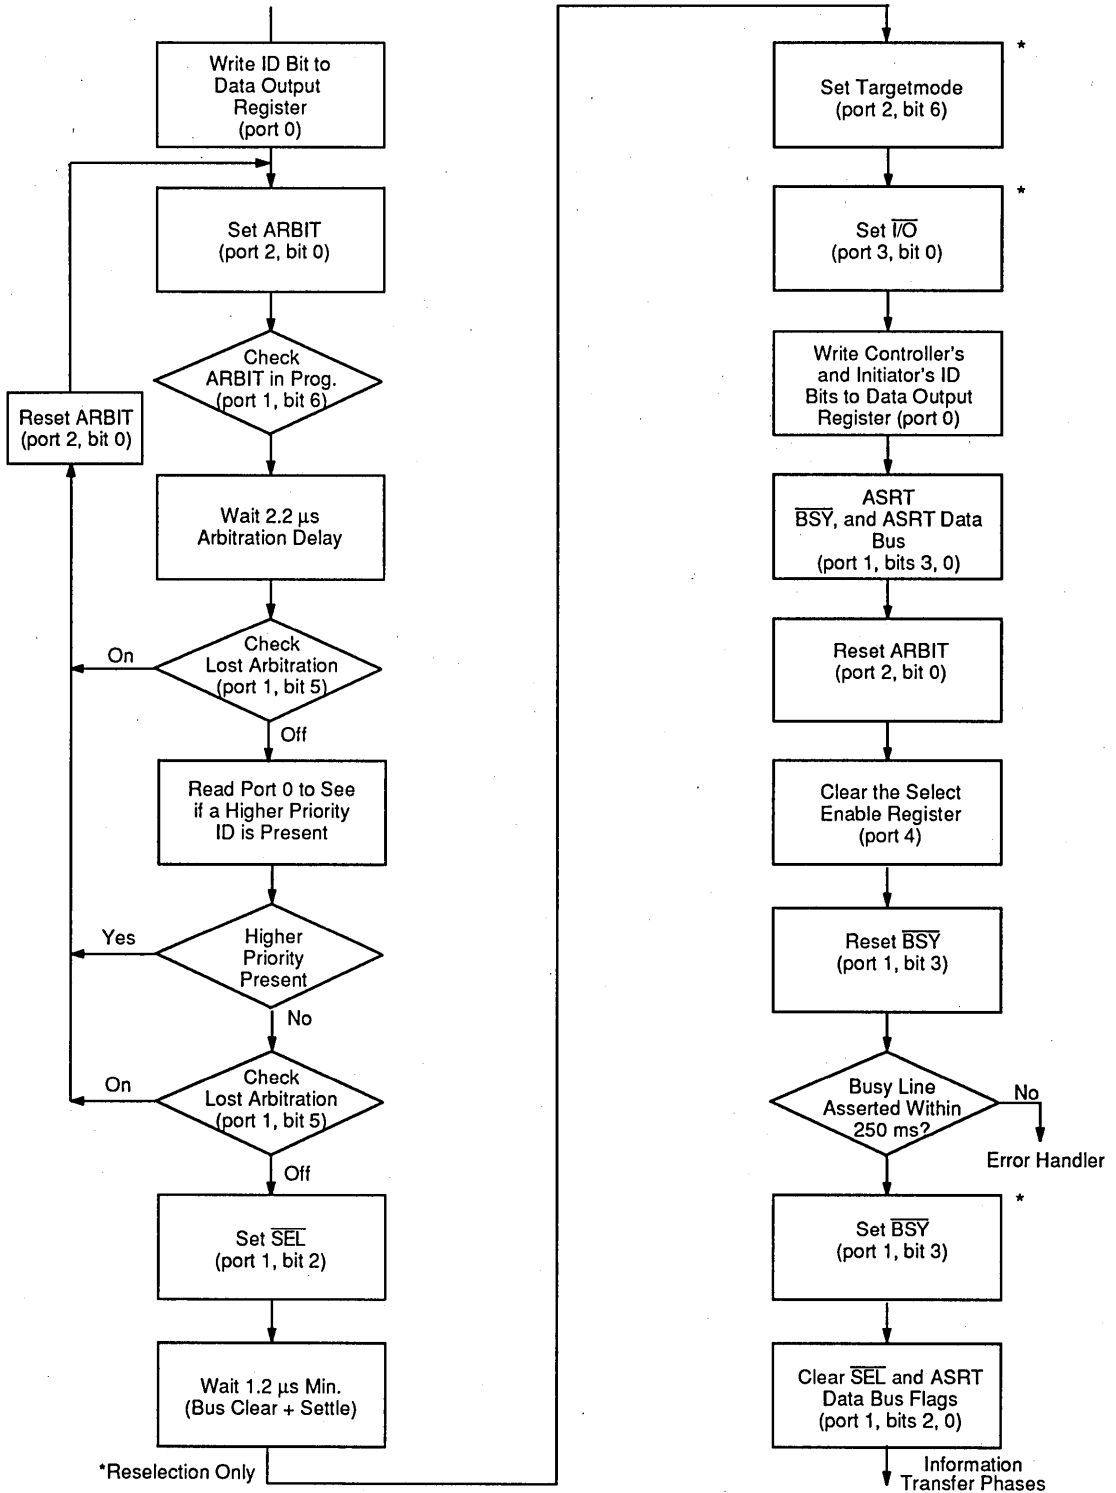 Write ID Bit to
Data Output
Register
(port 0)
Set ARBIT
(port 2, bit 0)
Check
ARBIT in Prog.
(port 1, bit 6)
Reset ARBIT
(port 2, bit 0)
Wait 2.2 μs
Arbitration Delay
Check
Lost Arbitration
(port 1, bit 5)
On
Off
Read Port 0 to See
if a Higher Priority
ID is Present
Higher
Priority
Present
Yes
No
Check
Lost Arbitration
(port 1, bit 5)
On
Off
Set S̅E̅L̅
(port 1, bit 2)
Wait 1.2 μs Min.
(Bus Clear + Settle)
*Reselection Only
*
Set Targetmode
(port 2, bit 6)
*
Set I̅/̅O̅
(port 3, bit 0)
Write Controller's
and Initiator's ID
Bits to Data Output
Register (port 0)
ASRT
B̅S̅Y̅, and ASRT Data
Bus
(port 1, bits 3, 0)
Reset ARBIT
(port 2, bit 0)
Clear the Select
Enable Register
(port 4)
Reset B̅S̅Y̅
(port 1, bit 3)
Busy Line
Asserted Within
250 ms?
No
Error Handler
*
Set B̅S̅Y̅
(port 1, bit 3)
Clear S̅E̅L̅ and ASRT
Data Bus Flags
(port 1, bits 2, 0)
Information
Transfer Phases